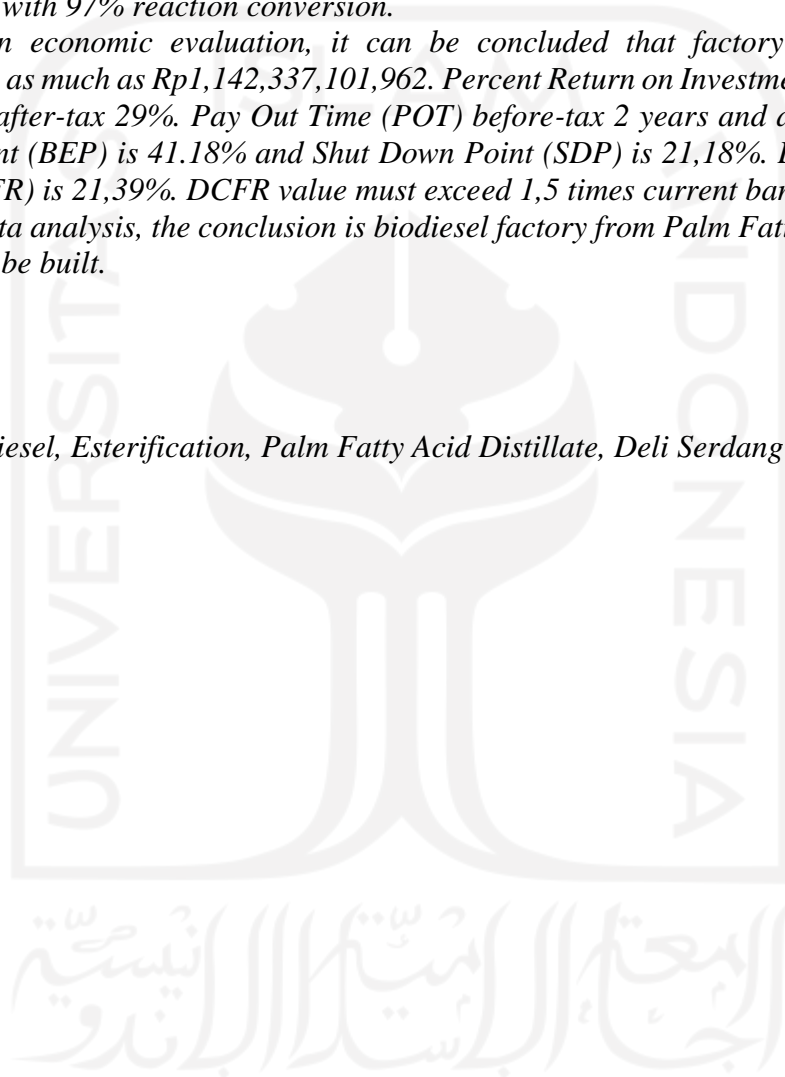 with 97% reaction conversion.
n economic evaluation, it can be concluded that factory
as much as Rp1,142,337,101,962. Percent Return on Investme
after-tax 29%. Pay Out Time (POT) before-tax 2 years and a
nt (BEP) is 41.18% and Shut Down Point (SDP) is 21,18%. D
FR) is 21,39%. DCFR value must exceed 1,5 times current ban
ta analysis, the conclusion is biodiesel factory from Palm Fatt
be built.
iesel, Esterification, Palm Fatty Acid Distillate, Deli Serdang
ISLAM
UNIVERSITAS
INDONESIA